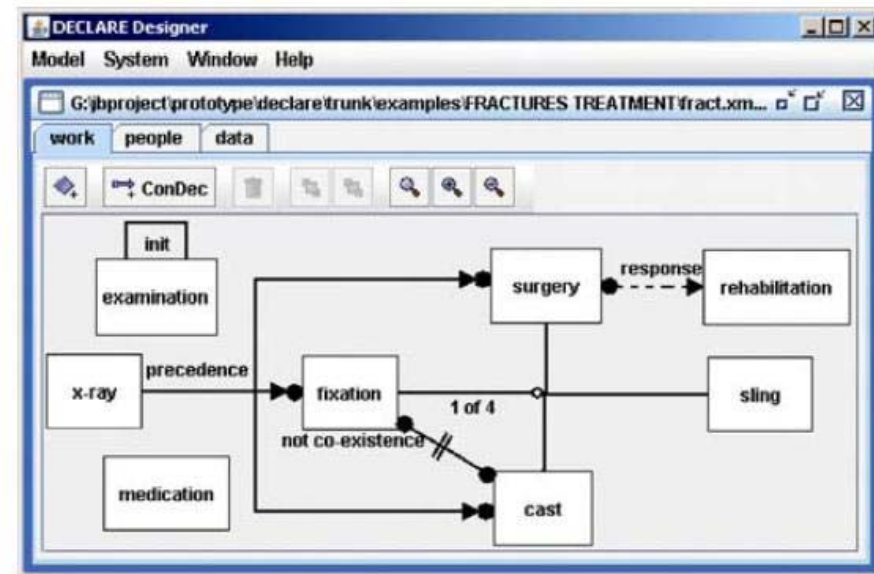 DECLARE Designer
Model System Window Help
G:\jbproject\prototype\declare\trunk\examples\FRACTURES TREATMENT\fract.xm...
work people data
ConDec
init
examination
surgery
response
rehabilitation
x-ray
precedence
fixation
1 of 4
sling
not co-existence
medication
cast